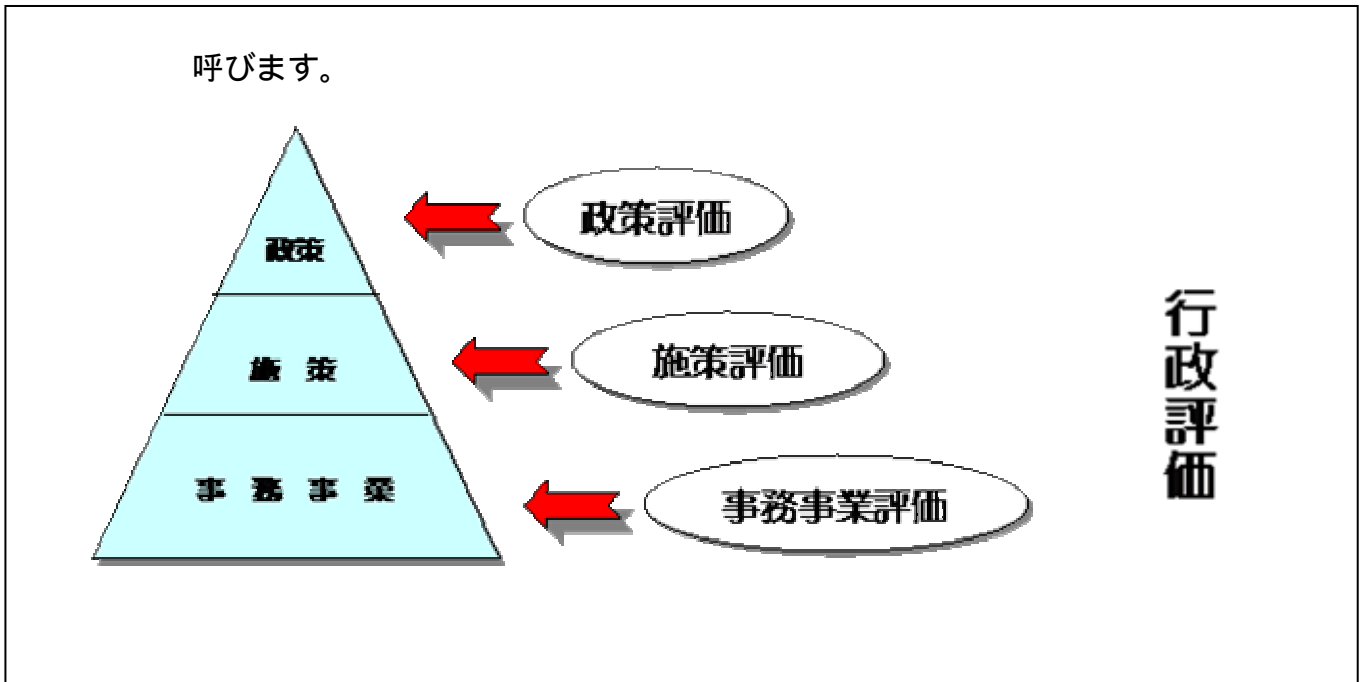 呼びます。
政策
政策評価
施 策
施策評価
事 務 事 業
事務事業評価
行政評価